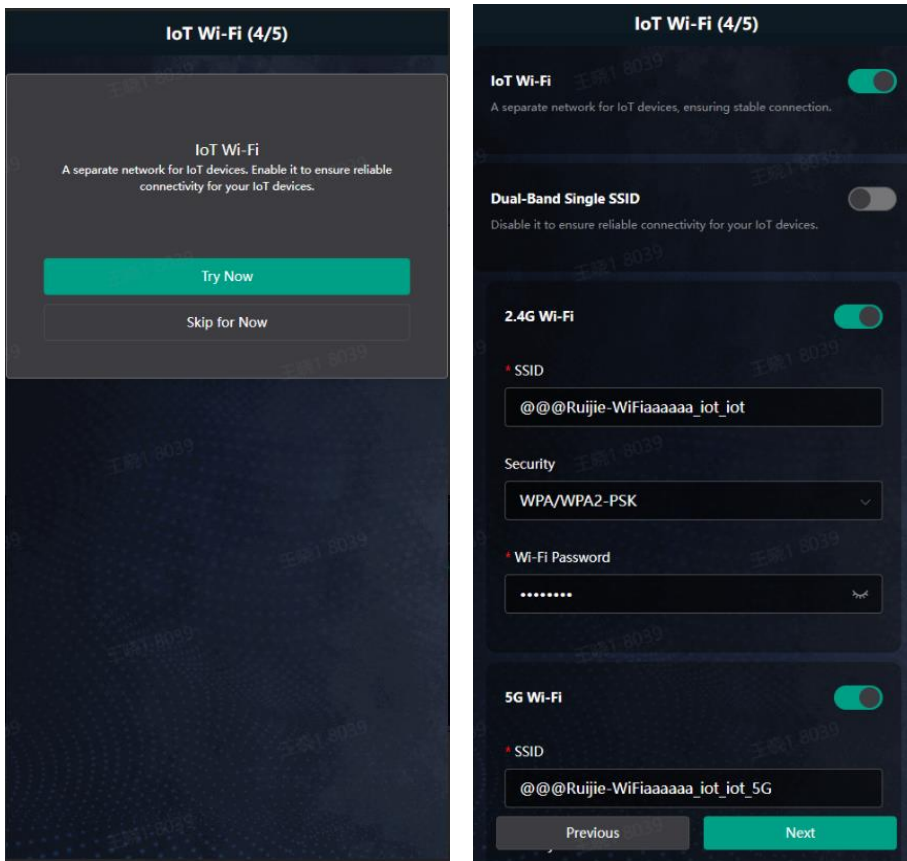 IoT Wi-Fi (4/5)
IoT Wi-Fi
A separate network for IoT devices. Enable it to ensure reliable
connectivity for your IoT devices.
Try Now
Skip for Now
王晓1 8039
IoT Wi-Fi (4/5)
IoT Wi-Fi
A separate network for IoT devices, ensuring stable connection.
Dual-Band Single SSID
Disable it to ensure reliable connectivity for your IoT devices.
2.4G Wi-Fi
* SSID
@@@Ruijie-WiFiaaaaaa_iot_iot
Security
WPA/WPA2-PSK
* Wi-Fi Password
••••••••
5G Wi-Fi
* SSID
@@@Ruijie-WiFiaaaaaa_iot_iot_5G
Previous
Next